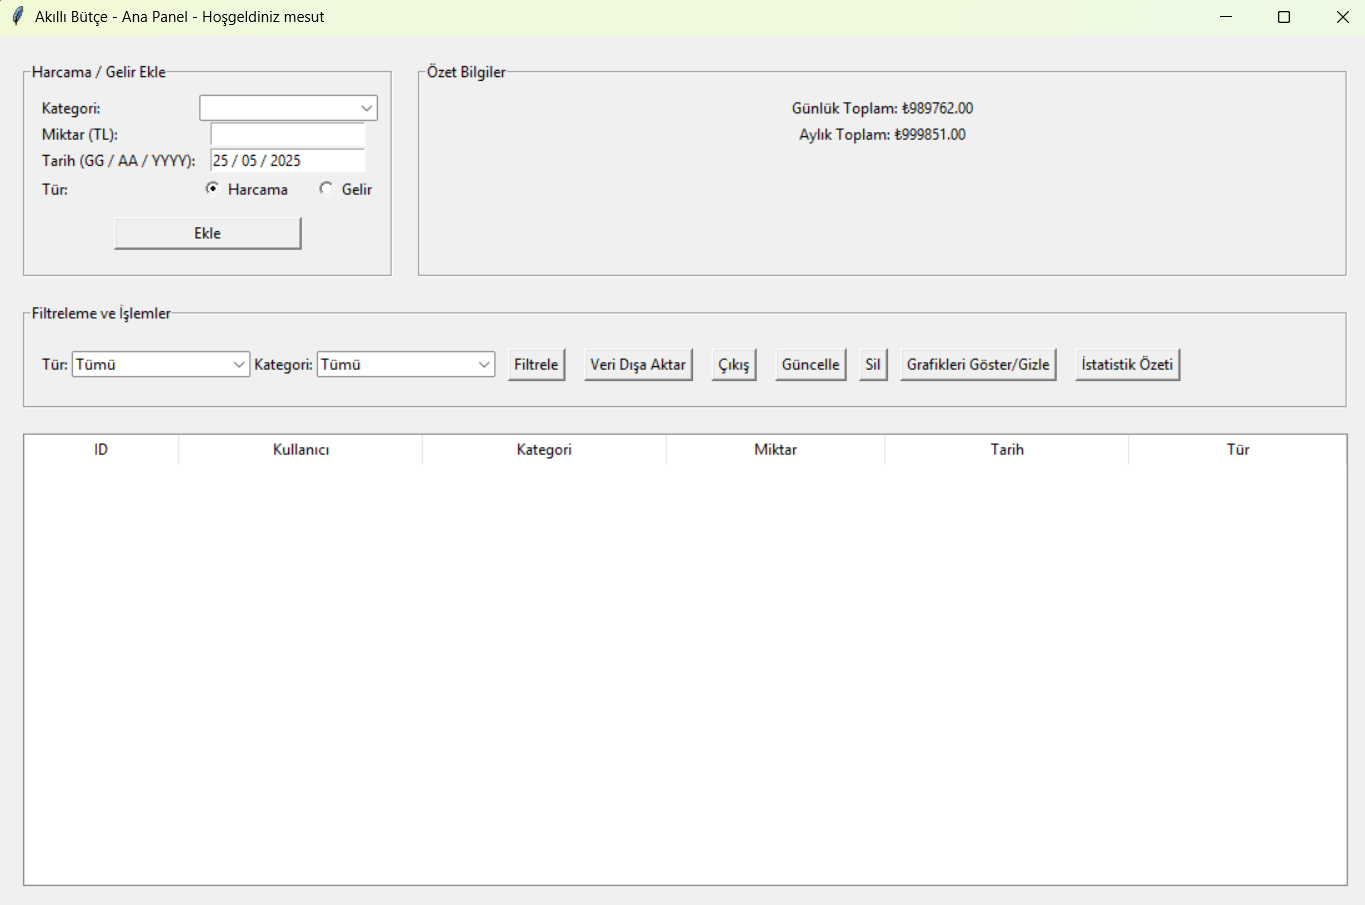 Akıllı Bütçe - Ana Panel - Hoşgeldiniz mesut
Harcama / Gelir Ekle
Kategori:
Miktar (TL):
Tarih (GG / AA / YYYY): 25 / 05 / 2025
Tür: Harcama Gelir
Ekle
Özet Bilgiler
Günlük Toplam: ₺989762.00
Aylık Toplam: ₺999851.00
Filtreleme ve İşlemler
Tür: Tümü Kategori: Tümü Filtrele Veri Dışa Aktar Çıkış Güncelle Sil Grafikleri Göster/Gizle İstatistik Özeti
ID Kullanıcı Kategori Miktar Tarih Tür